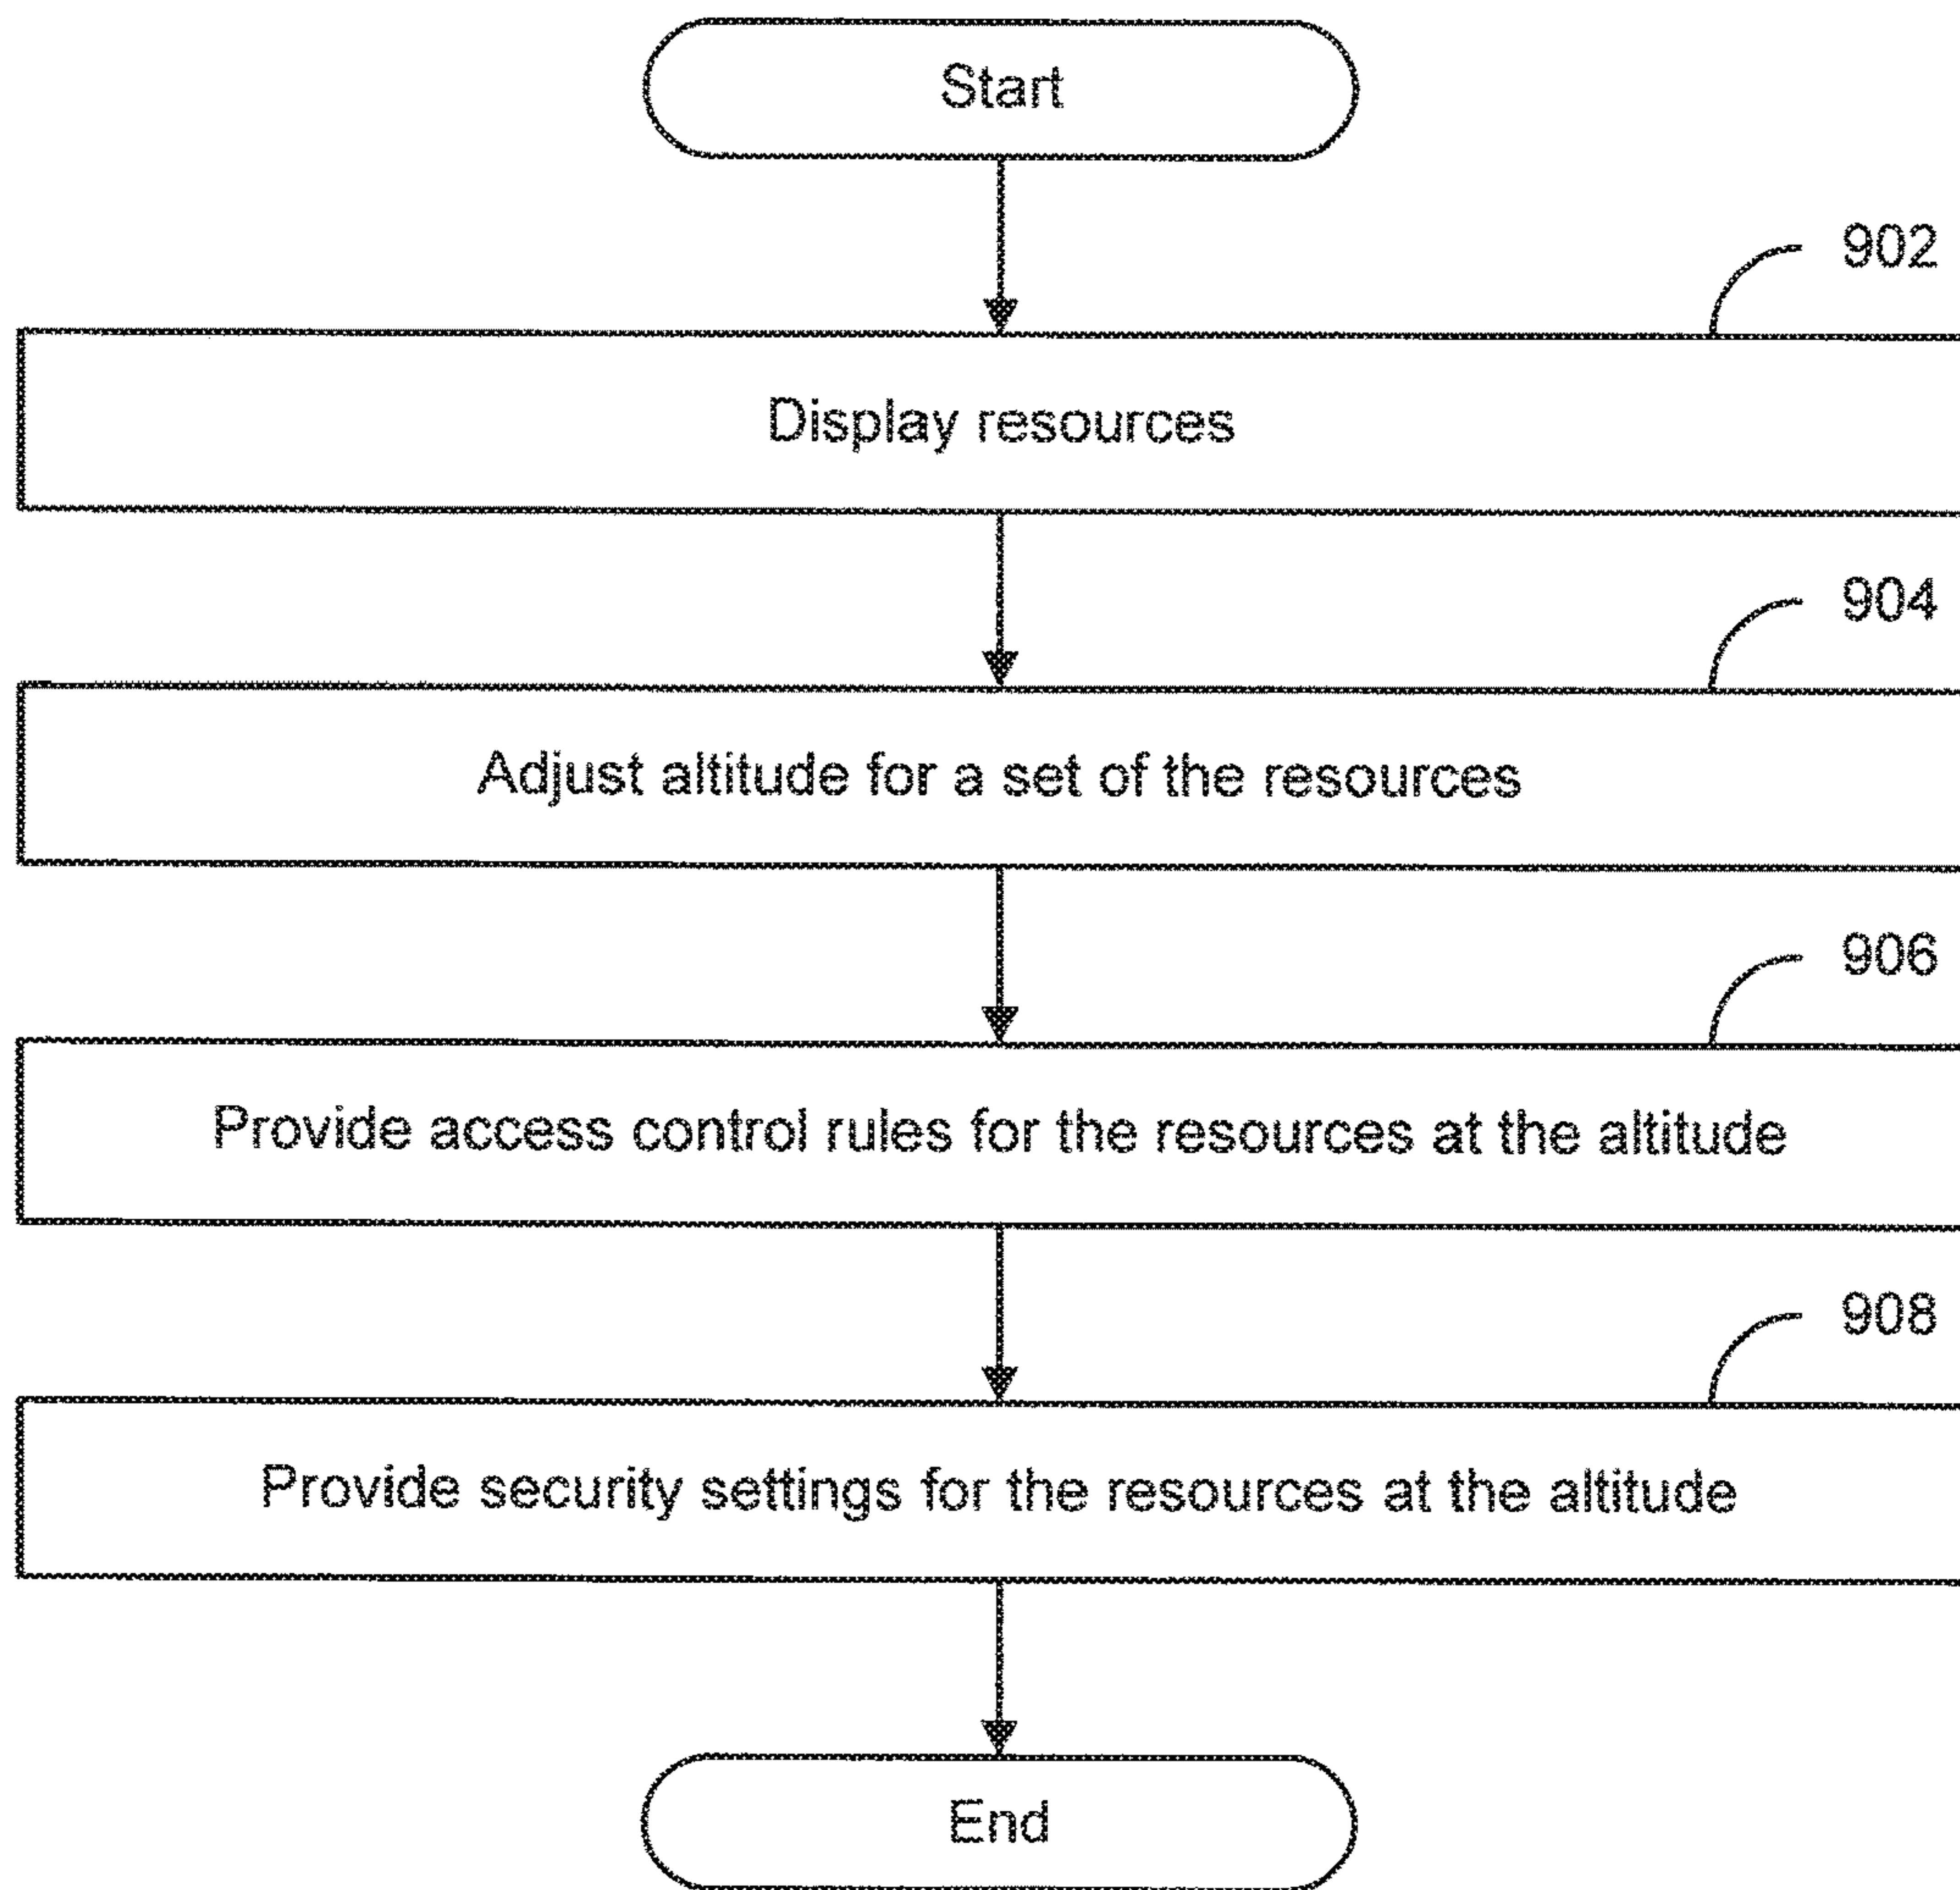 Start
902
Display resources
904
Adjust altitude for a set of the resources
906
Provide access control rules for the resources at the altitude
908
Provide security settings for the resources at the altitude
End